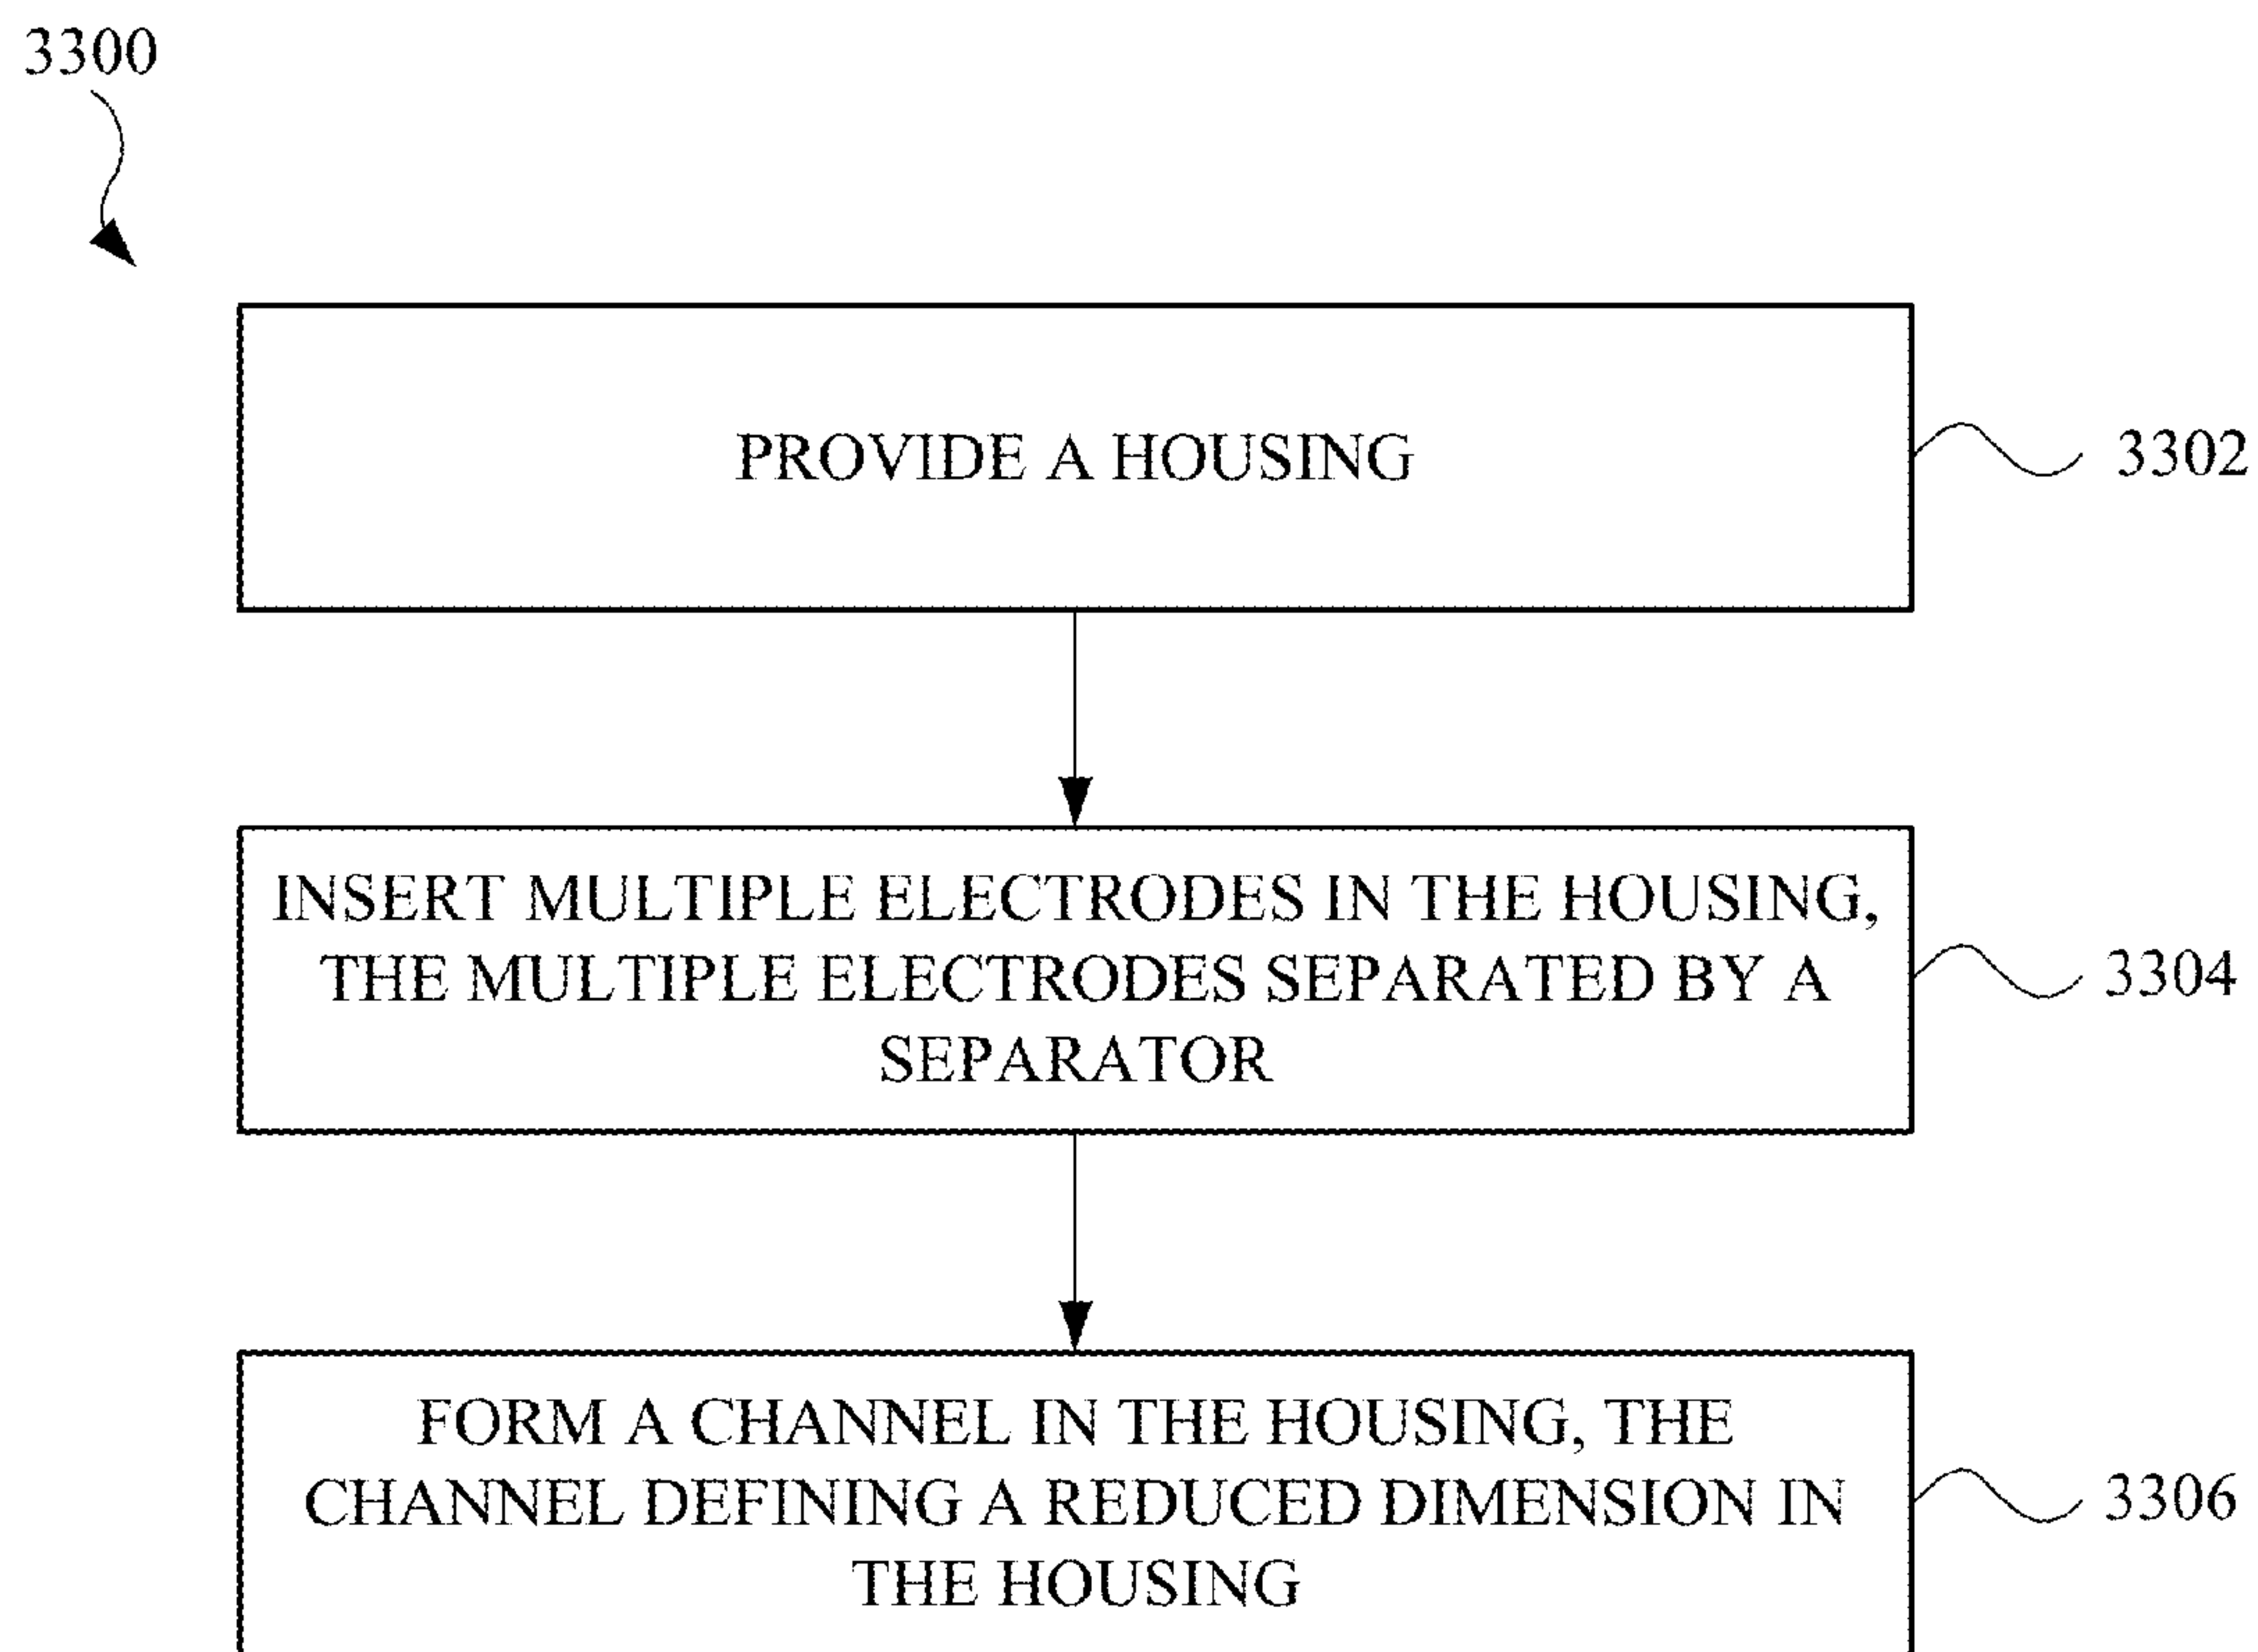 3300
PROVIDE A HOUSING
3302
INSERT MULTIPLE ELECTRODES IN THE HOUSING,
THE MULTIPLE ELECTRODES SEPARATED BY A
SEPARATOR
3304
FORM A CHANNEL IN THE HOUSING, THE
CHANNEL DEFINING A REDUCED DIMENSION IN
THE HOUSING
3306